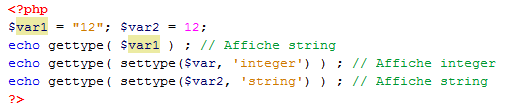 <?php
$var1 = "12"; $var2 = 12;
echo gettype( $var1 ) ; // Affiche string
echo gettype( settype($var, 'integer') ) ; // Affiche integer
echo gettype( settype($var2, 'string') ) ; // Affiche string
?>